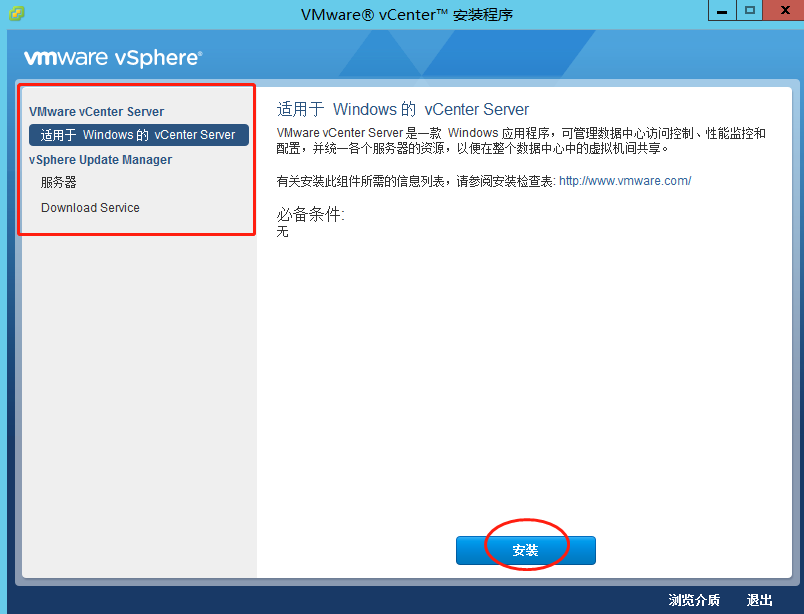 VMware® vCenter™ 安装程序
vmware vSphere®
VMware vCenter Server
适用于 Windows 的 vCenter Server
vSphere Update Manager
服务器
Download Service
适用于 Windows 的 vCenter Server
VMware vCenter Server 是一款 Windows 应用程序，可管理数据中心访问控制、性能监控和
配置，并统一各个服务器的资源，以便在整个数据中心中的虚拟机间共享。
有关安装此组件所需的信息列表，请参阅安装检查表: http://www.vmware.com/
必备条件:
无
安装
浏览介质 退出